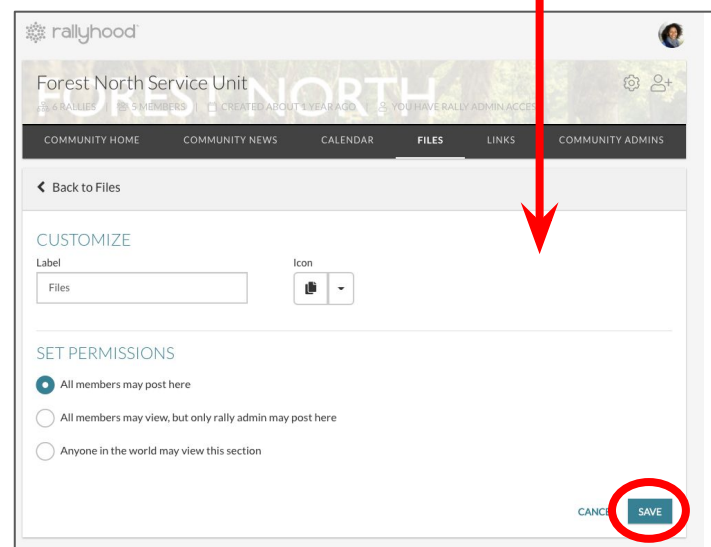 rallyhood
Forest North Service Unit
6 RALLIES | 5 MEMBERS | CREATED ABOUT 1 YEAR AGO | YOU HAVE RALLY ADMIN ACCESS
FOREST NORTH
COMMUNITY HOME COMMUNITY NEWS CALENDAR FILES LINKS COMMUNITY ADMINS
Back to Files
CUSTOMIZE
Label Icon
Files
SET PERMISSIONS
All members may post here
All members may view, but only rally admin may post here
Anyone in the world may view this section
CANCEL SAVE